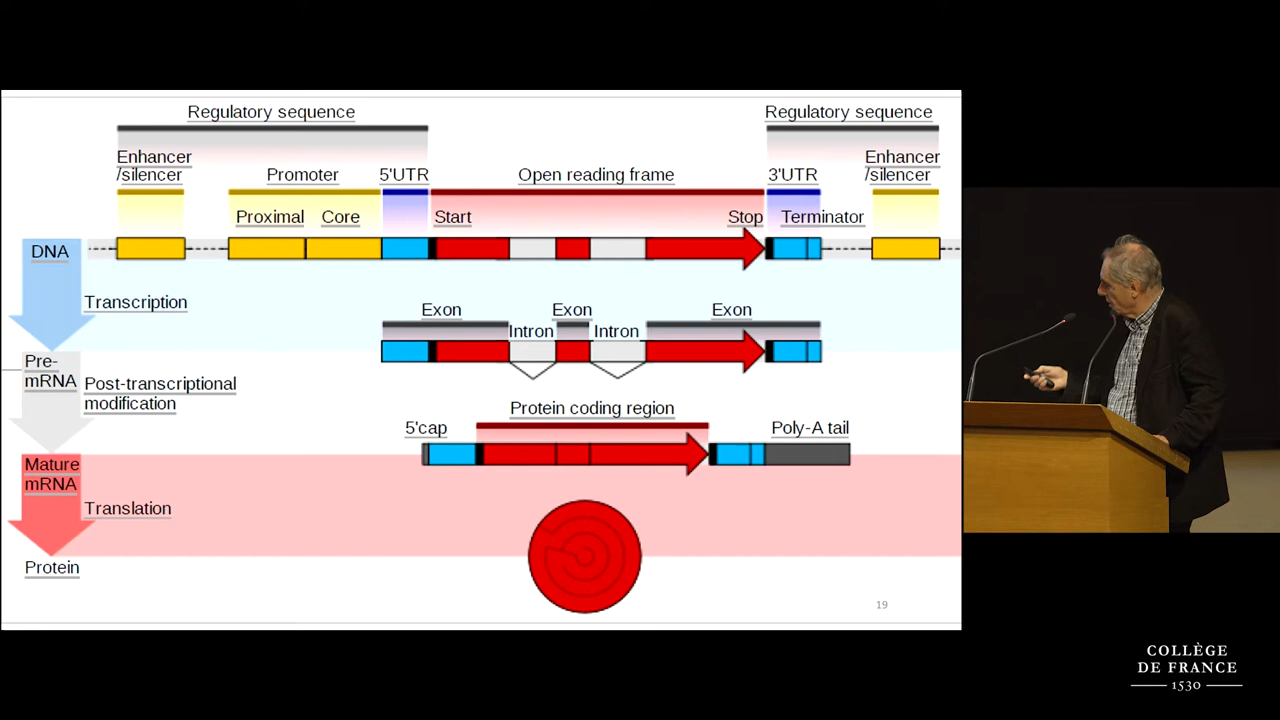 Regulatory sequence
Regulatory sequence
Enhancer
/silencer
Promoter
5'UTR
Open reading frame
3'UTR
Enhancer
/silencer
Proximal
Core
Start
Stop
Terminator
DNA
Transcription
Exon
Exon
Exon
Intron
Intron
Pre-
mRNA
Post-transcriptional
modification
Protein coding region
5'cap
Poly-A tail
Mature
mRNA
Translation
Protein
19
COLLÈGE
DE FRANCE
1530